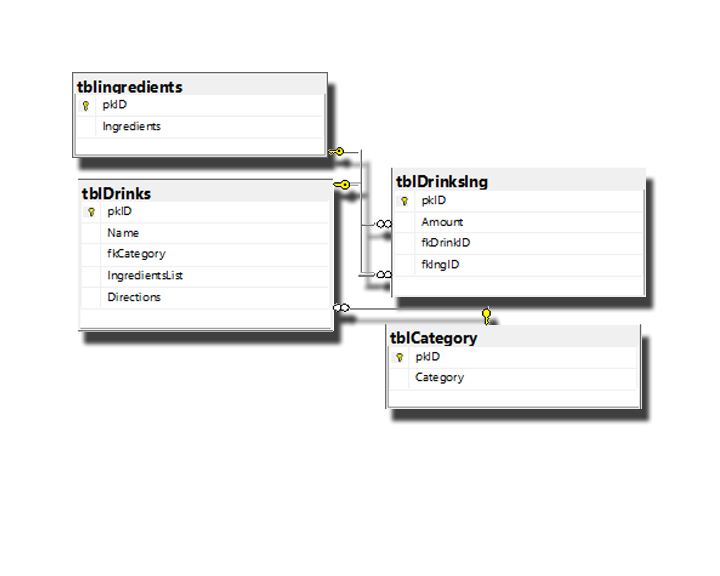 tblingredients
pkID
Ingredients
tblDrinks
pkID
Name
fkCategory
IngredientsList
Directions
tblDrinksIng
pkID
Amount
fkDrinkID
fkIngID
tblCategory
pkID
Category